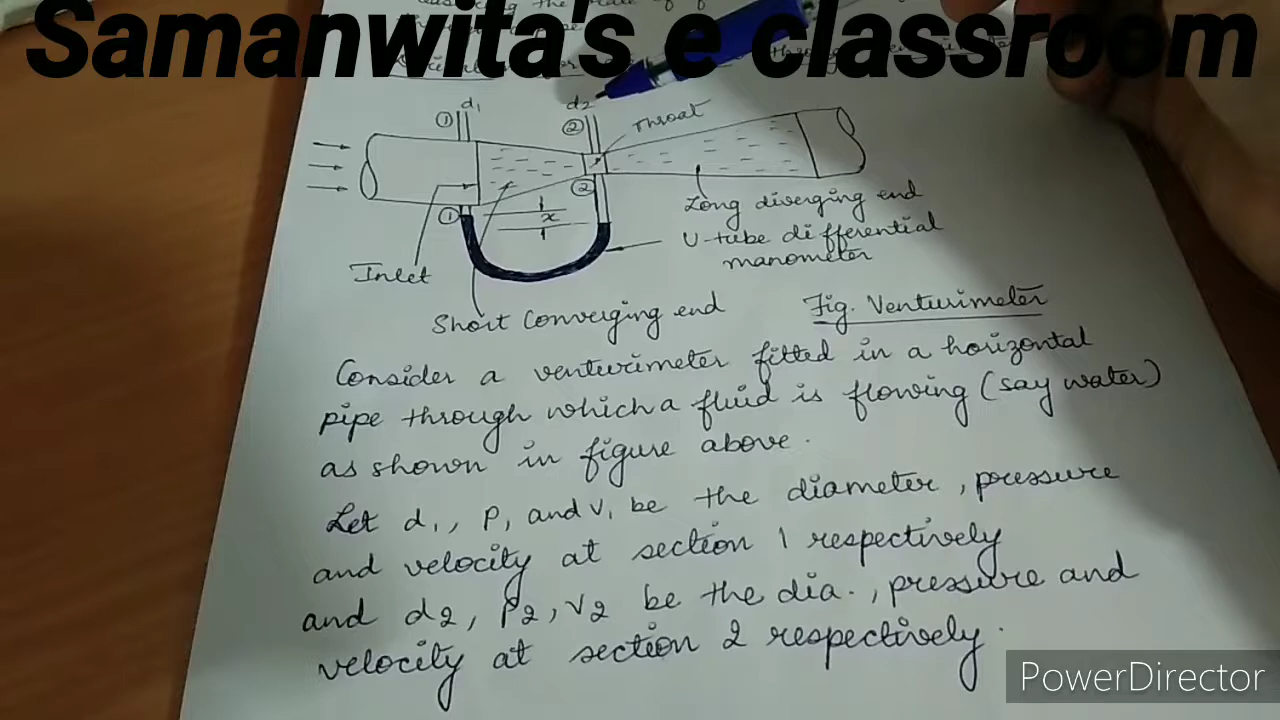 Samanwita's e classroom
d1
d2
①
②
Throat
②
①
x
Long diverging end
U-tube differential
manometer
Inlet
Short Converging end
Fig. Venturimeter
Consider a venturimeter fitted in a horizontal
pipe through which a fluid is flowing (say water)
as shown in figure above.
Let d1, P1 and v1 be the diameter, pressure
and velocity at section 1 respectively
and d2, P2, v2 be the dia., pressure and
velocity at section 2 respectively.
PowerDirector